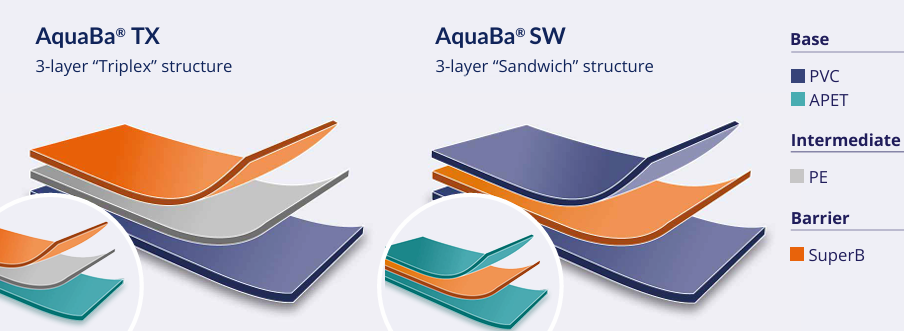 AquaBa® TX
3-layer “Triplex” structure
AquaBa® SW
3-layer “Sandwich” structure
Base
PVC
APET
Intermediate
PE
Barrier
SuperB